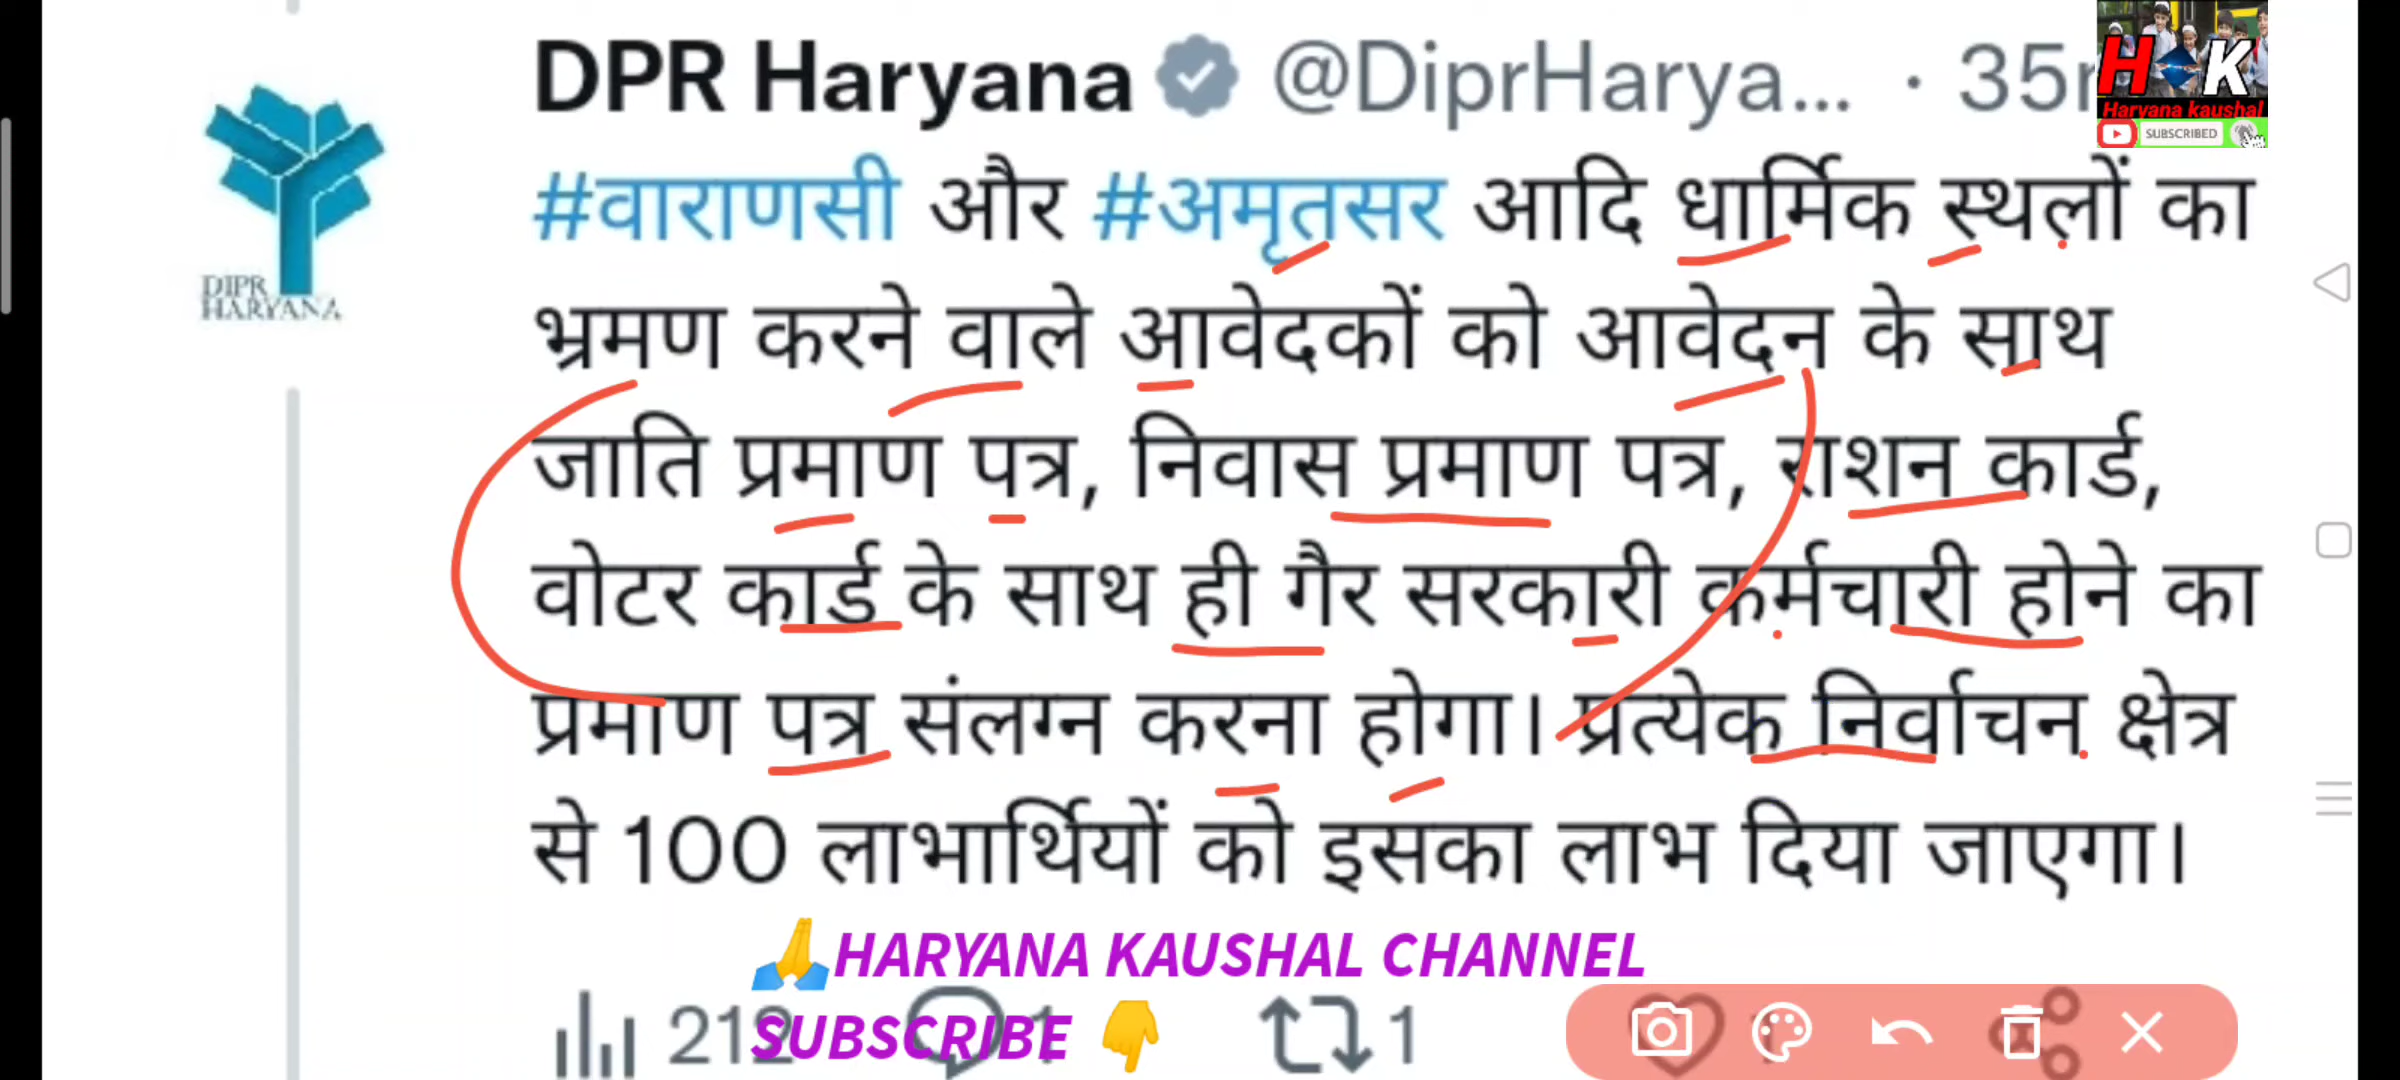 DPR Haryana @DiprHarya... · 35
H K
Haryana kaushal
SUBSCRIBED
DIPR
HARYANA
#वाराणसी और #अमृतसर आदि धार्मिक स्थलों का
भ्रमण करने वाले आवेदकों को आवेदन के साथ
जाति प्रमाण पत्र, निवास प्रमाण पत्र, राशन कार्ड,
वोटर कार्ड के साथ ही गैर सरकारी कर्मचारी होने का
प्रमाण पत्र संलग्न करना होगा। प्रत्येक निर्वाचन क्षेत्र
से 100 लाभार्थियों को इसका लाभ दिया जाएगा।
🙏HARYANA KAUSHAL CHANNEL
SUBSCRIBE 👇
212 1 1